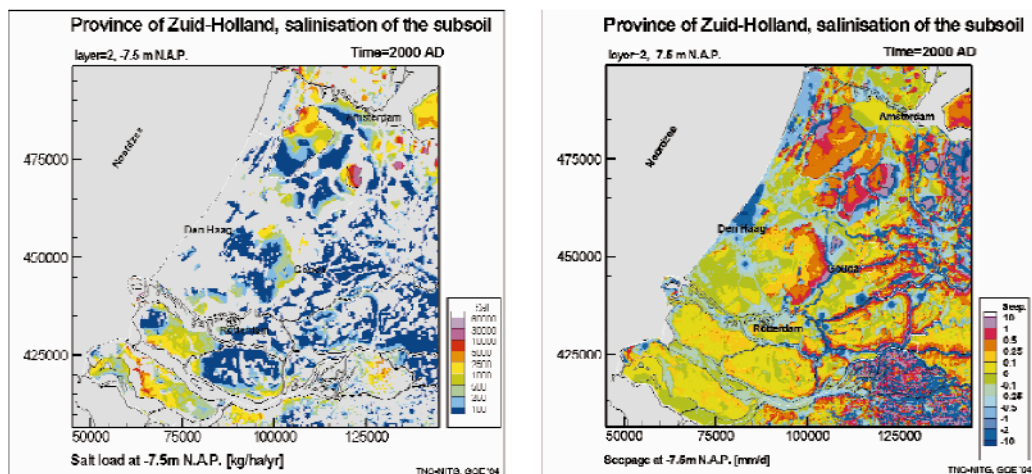 Province of Zuid-Holland, salinisation of the subsoil
layer=2, -7.5 m N.A.P.
Time=2000 AD
Amsterdam
Noordzee
475000
Den Haag
450000
Gouda
Salt
60000
30000
10000
5000
2500
1000
500
200
100
Rotterdam
425000
50000
75000
100000
125000
Salt load at -7.5m N.A.P. [kg/ha/yr]
TNO-NITG, GOE '04
Province of Zuid-Holland, salinisation of the subsoil
layer=2, 7.5 m N.A.P.
Time=2000 AD
Amsterdam
Noordzee
475000
Den Haag
450000
Gouda
Seep.
10
1
0.5
0.25
0.1
0
-0.1
-0.25
-0.5
-1
-2
-10
Rotterdam
425000
50000
75000
100000
125000
Seepage at -7.5m N.A.P. [mm/d]
TNO-NITG, GOE '04